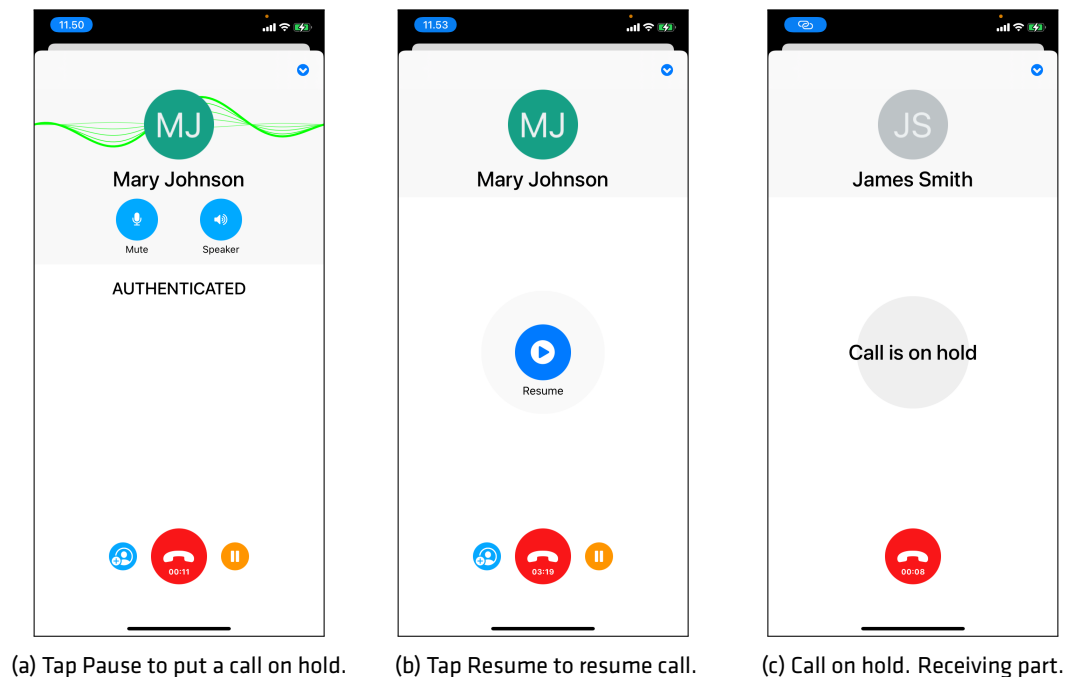 11.50
MJ
Mary Johnson
Mute Speaker
AUTHENTICATED
00:11
(a) Tap Pause to put a call on hold.
11.53
MJ
Mary Johnson
Resume
03:19
(b) Tap Resume to resume call.
JS
James Smith
Call is on hold
00:08
(c) Call on hold. Receiving part.